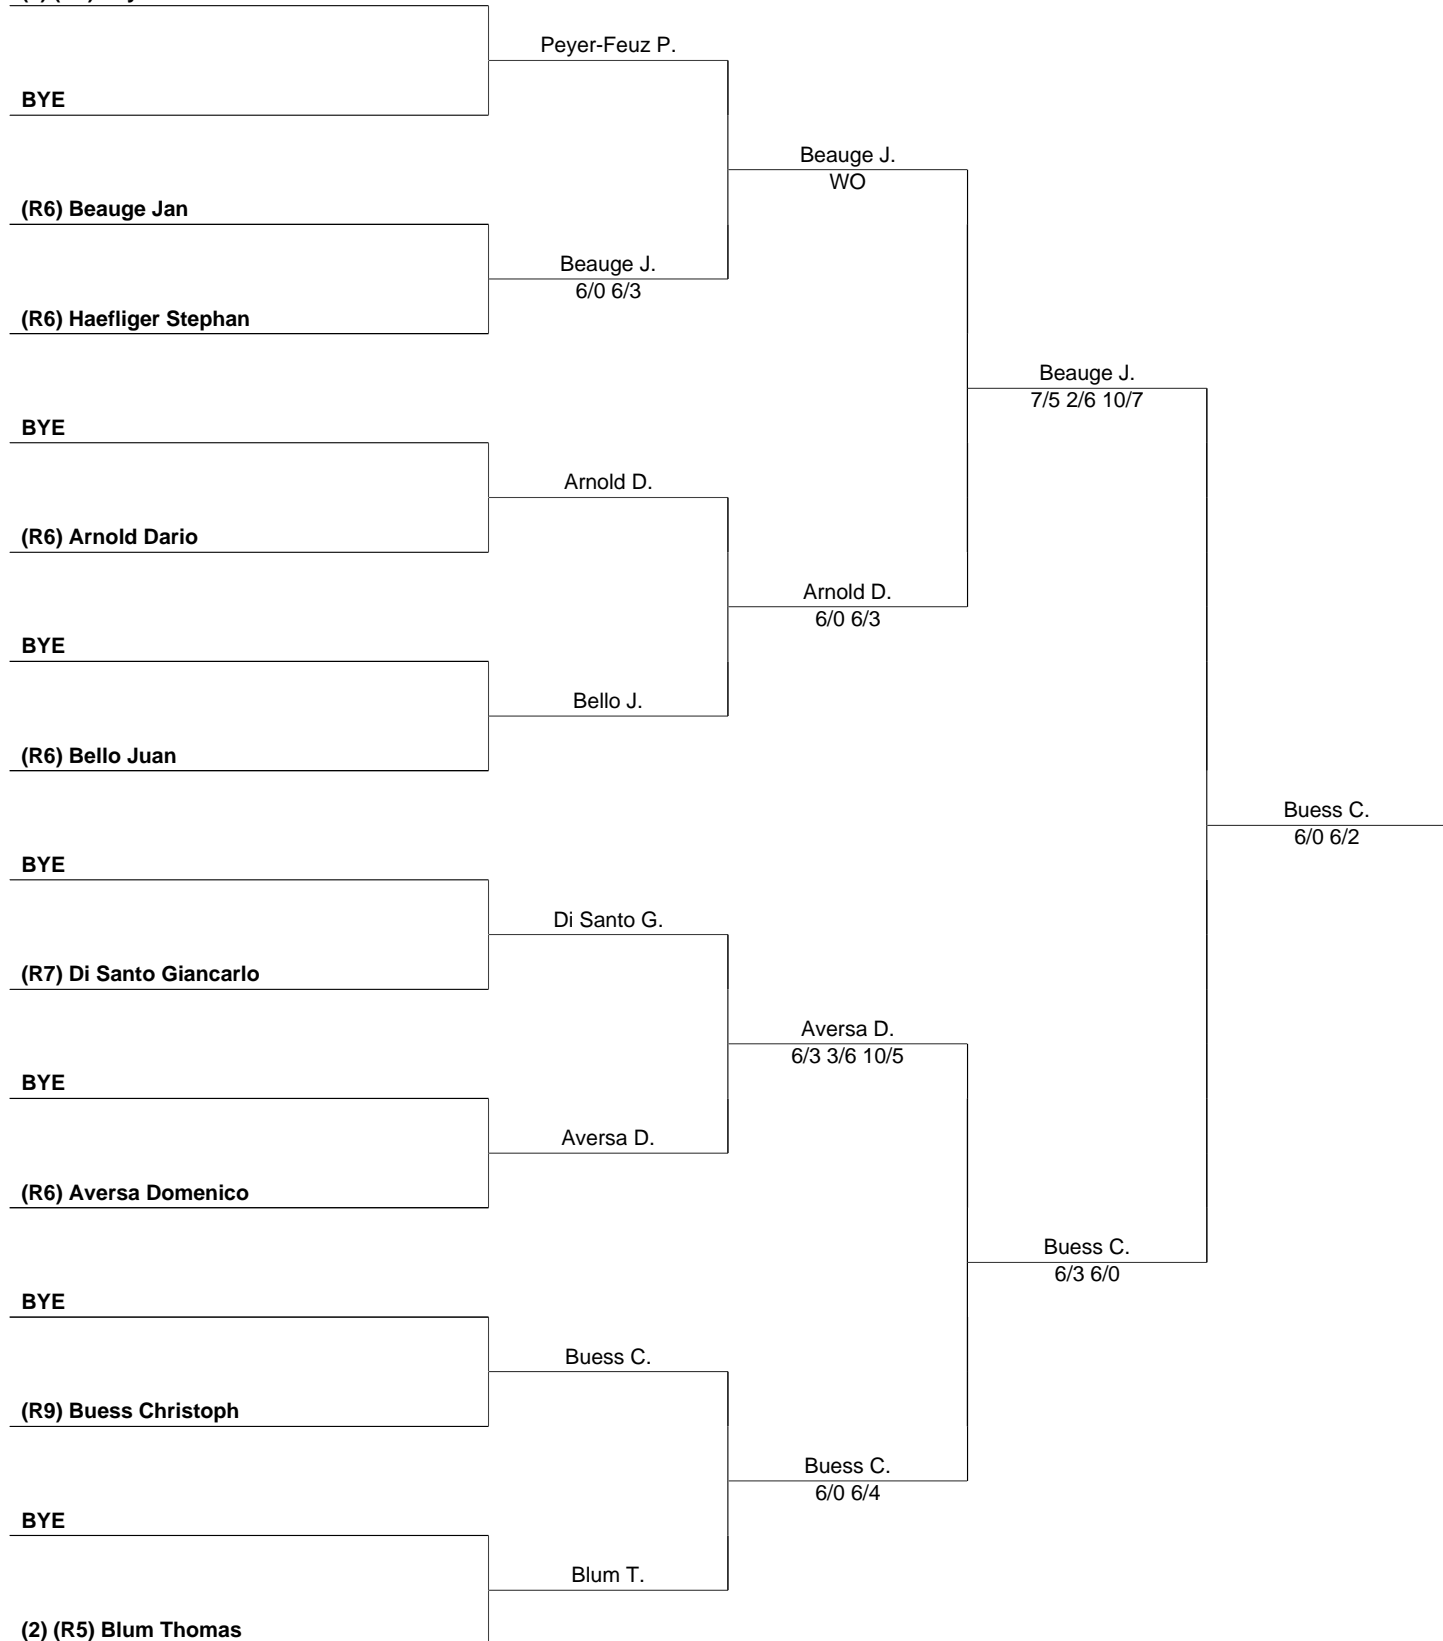 Peyer-Feuz P.
BYE
Beauge J.
WO
(R6) Beauge Jan
Beauge J.
6/0 6/3
(R6) Haefliger Stephan
Beauge J.
7/5 2/6 10/7
BYE
Arnold D.
(R6) Arnold Dario
Arnold D.
6/0 6/3
BYE
Bello J.
(R6) Bello Juan
Buess C.
6/0 6/2
BYE
Di Santo G.
(R7) Di Santo Giancarlo
Aversa D.
6/3 3/6 10/5
BYE
Aversa D.
(R6) Aversa Domenico
Buess C.
6/3 6/0
BYE
Buess C.
(R9) Buess Christoph
Buess C.
6/0 6/4
BYE
Blum T.
(2) (R5) Blum Thomas